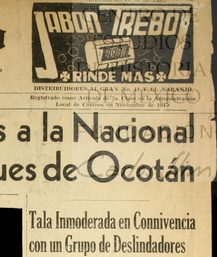 JABON TREBOL
RINDE MAS
DISTRIBUIDORES AL GRAN No. 11 Y EL NARANJO.
Registrado como Artículo de 2a. Clase en la Administración
Local de Correos en Noviembre de 1945
s a la Nacional
ues de Ocotán
Tala Inmoderada en Connivencia
con un Grupo de Deslindadores